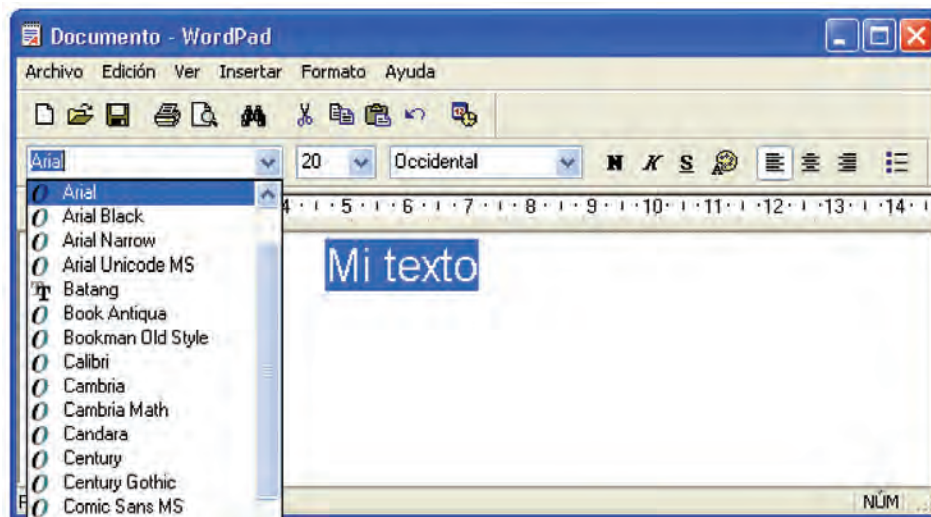 Documento - WordPad
Archivo Edición Ver Insertar Formato Ayuda
Arial 20 Occidental N K S
Arial
4 5 6 7 8 9 10 11 12 13 14
Arial Black
Arial Narrow
Mi texto
Arial Unicode MS
Batang
Book Antiqua
Bookman Old Style
Calibri
Cambria
Cambria Math
Candara
Century
Century Gothic
Comic Sans MS
NÚM